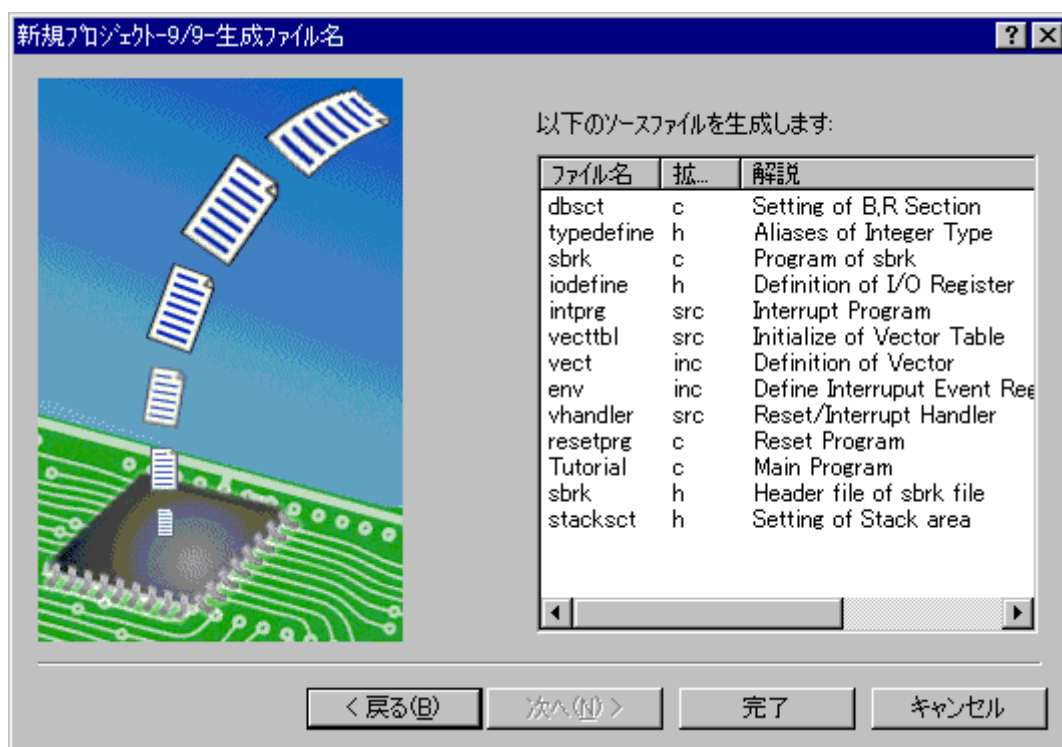 新規プロジェクト-9/9-生成ファイル名
以下のソースファイルを生成します:
ファイル名 拡... 解説
dbsct c Setting of B,R Section
typedefine h Aliases of Integer Type
sbrk c Program of sbrk
iodefine h Definition of I/O Register
intprg src Interrupt Program
vecttbl src Initialize of Vector Table
vect inc Definition of Vector
env inc Define Interruput Event Reg
vhandler src Reset/Interrupt Handler
resetprg c Reset Program
Tutorial c Main Program
sbrk h Header file of sbrk file
stacksct h Setting of Stack area
< 戻る(B) 次へ(N) > 完了 キャンセル